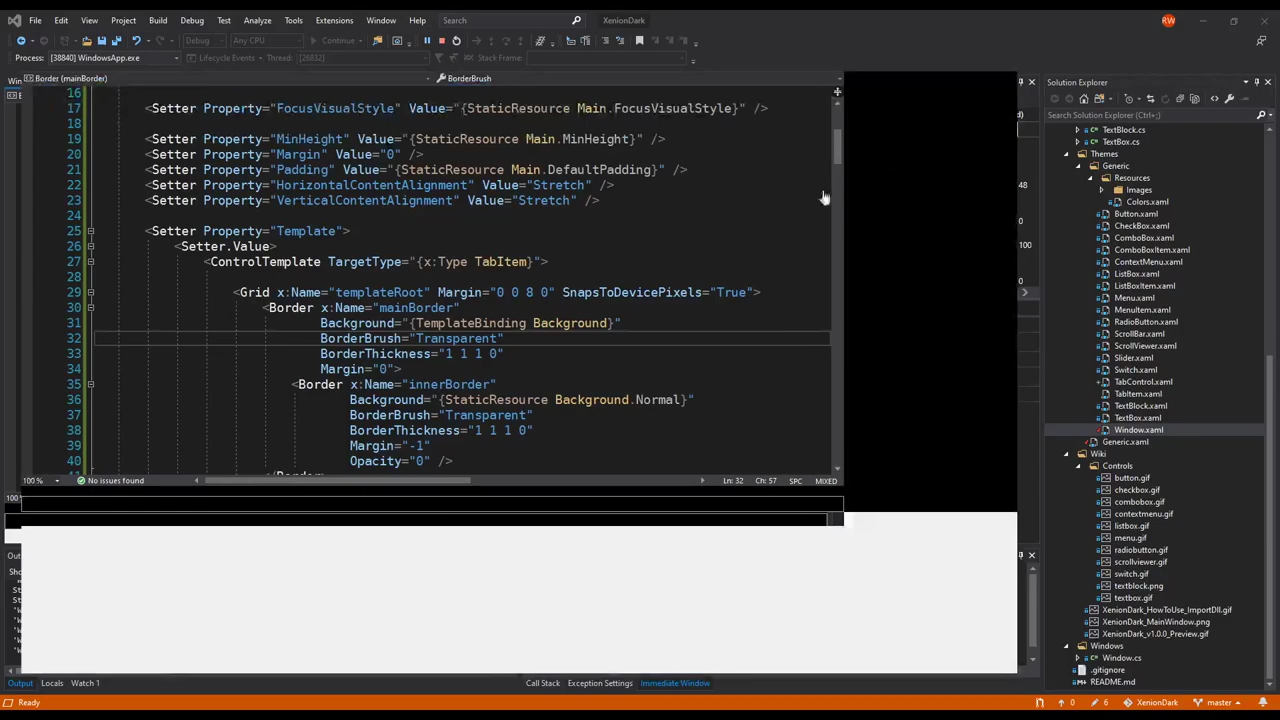 File Edit View Project Build Debug Test Analyze Tools Extensions Window Help Search XenionDark RW
Debug Any CPU Continue
Process: [38840] WindowsApp.exe Lifecycle Events Thread: [26832] Stack Frame:
Border (mainBorder) BorderBrush
16
17 <Setter Property="FocusVisualStyle" Value="{StaticResource Main.FocusVisualStyle}" />
18
19 <Setter Property="MinHeight" Value="{StaticResource Main.MinHeight}" />
20 <Setter Property="Margin" Value="0" />
21 <Setter Property="Padding" Value="{StaticResource Main.DefaultPadding}" />
22 <Setter Property="HorizontalContentAlignment" Value="Stretch" />
23 <Setter Property="VerticalContentAlignment" Value="Stretch" />
24
25 <Setter Property="Template">
26 <Setter.Value>
27 <ControlTemplate TargetType="{x:Type TabItem}">
28
29 <Grid x:Name="templateRoot" Margin="0 0 8 0" SnapsToDevicePixels="True">
30 <Border x:Name="mainBorder"
31 Background="{TemplateBinding Background}"
32 BorderBrush="Transparent"
33 BorderThickness="1 1 1 0"
34 Margin="0">
35 <Border x:Name="innerBorder"
36 Background="{StaticResource Background.Normal}"
37 BorderBrush="Transparent"
38 BorderThickness="1 1 1 0"
39 Margin="-1"
40 Opacity="0" />
100 % No issues found Ln: 32 Ch: 57 SPC MIXED
48
0
100
0
Solution Explorer
Search Solution Explorer (Ctrl+;)
TextBlock.cs
TextBox.cs
Themes
Generic
Resources
Images
Colors.xaml
Button.xaml
CheckBox.xaml
ComboBox.xaml
ComboBoxItem.xaml
ContextMenu.xaml
ListBox.xaml
ListBoxItem.xaml
Menu.xaml
MenuItem.xaml
RadioButton.xaml
ScrollBar.xaml
ScrollViewer.xaml
Slider.xaml
Switch.xaml
TabControl.xaml
TabItem.xaml
TextBlock.xaml
TextBox.xaml
Window.xaml
Generic.xaml
Wiki
Controls
button.gif
checkbox.gif
combobox.gif
contextmenu.gif
listbox.gif
menu.gif
radiobutton.gif
scrollviewer.gif
switch.gif
textblock.png
textbox.gif
XenionDark_HowToUse_ImportDll.gif
XenionDark_MainWindow.png
XenionDark_v1.0.0_Preview.gif
Windows
Window.cs
.gitignore
README.md
Output Locals Watch 1 Call Stack Exception Settings Immediate Window
Ready 0 6 XenionDark master